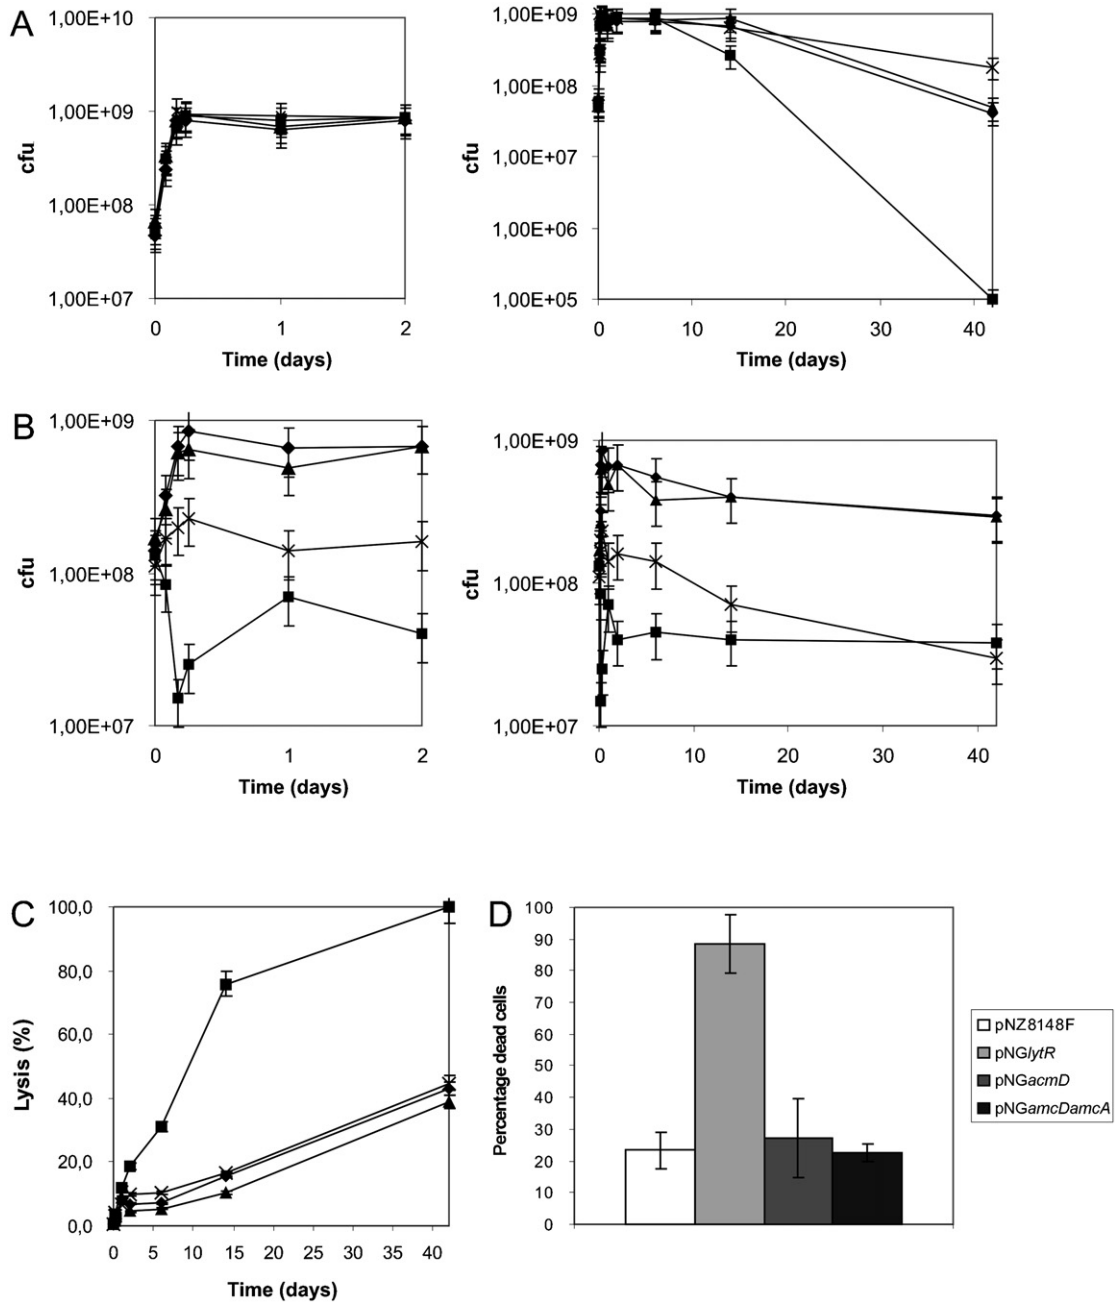 A
1,00E+10
1,00E+09
1,00E+08
1,00E+07
cfu
0 1 2
Time (days)
1,00E+09
1,00E+08
1,00E+07
1,00E+06
1,00E+05
cfu
0 10 20 30 40
Time (days)
B
1,00E+09
1,00E+08
1,00E+07
cfu
0 1 2
Time (days)
1,00E+09
1,00E+08
1,00E+07
cfu
0 10 20 30 40
Time (days)
C
100,0
80,0
60,0
40,0
20,0
0,0
Lysis (%)
0 5 10 15 20 25 30 35 40
Time (days)
D
100
90
80
70
60
50
40
30
20
10
0
Percentage dead cells
pNZ8148F
pNGlytR
pNGacmD
pNGamcDamcA